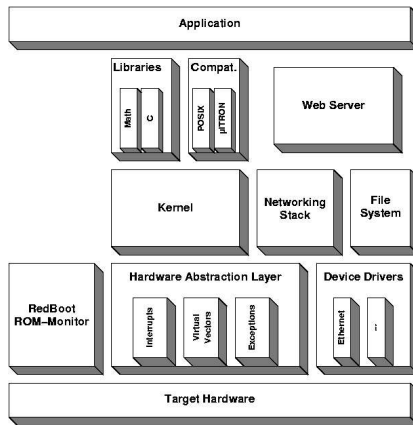 Application
Libraries
Math
C
Compat.
POSIX
µITRON
Web Server
Kernel
Networking
Stack
File
System
RedBoot
ROM–Monitor
Hardware Abstraction Layer
Interrupts
Virtual
Vectors
Exceptions
Device Drivers
Ethernet
...
Target Hardware